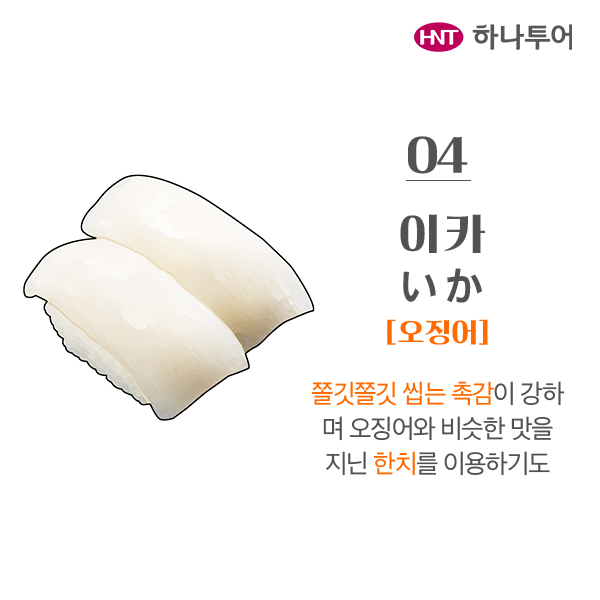 HNT 하나투어
04
이카
いか
[오징어]
쫄깃쫄깃 씹는 촉감이 강하
며 오징어와 비슷한 맛을
지닌 한치를 이용하기도